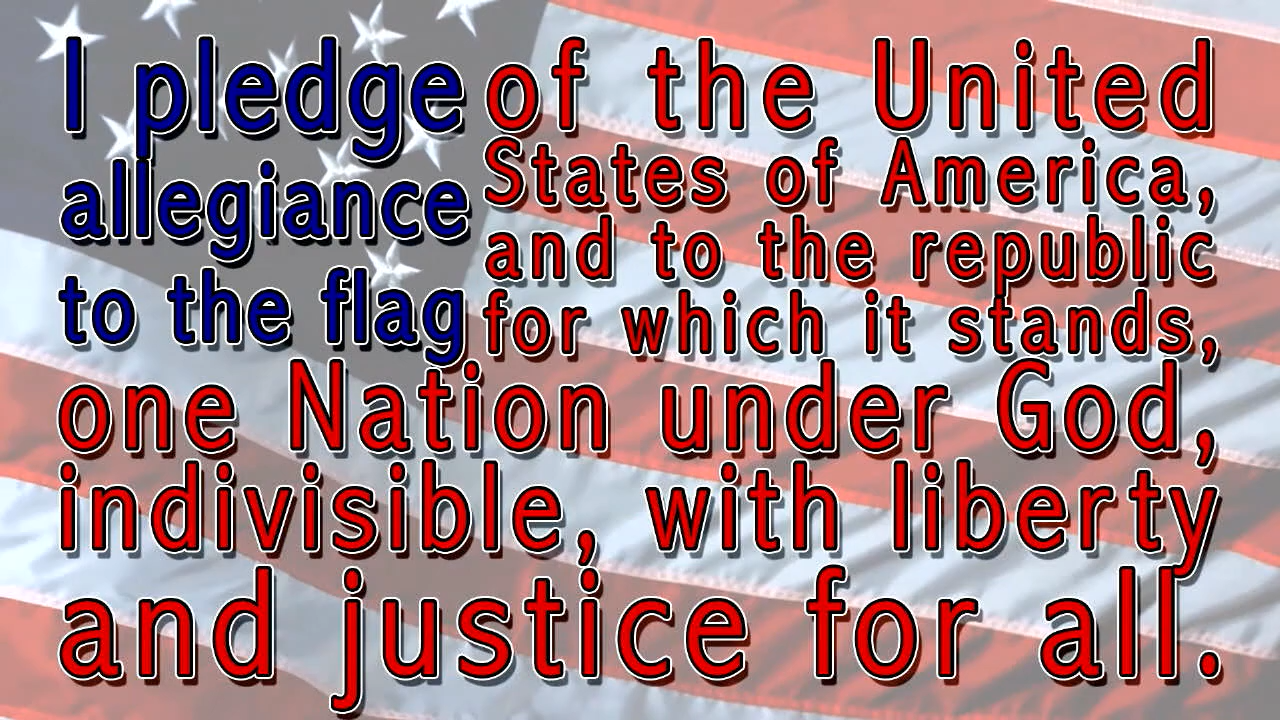 I pledge
allegiance
to the flag
of the United
States of America,
and to the republic
for which it stands,
one Nation under God,
indivisible, with liberty
and justice for all.